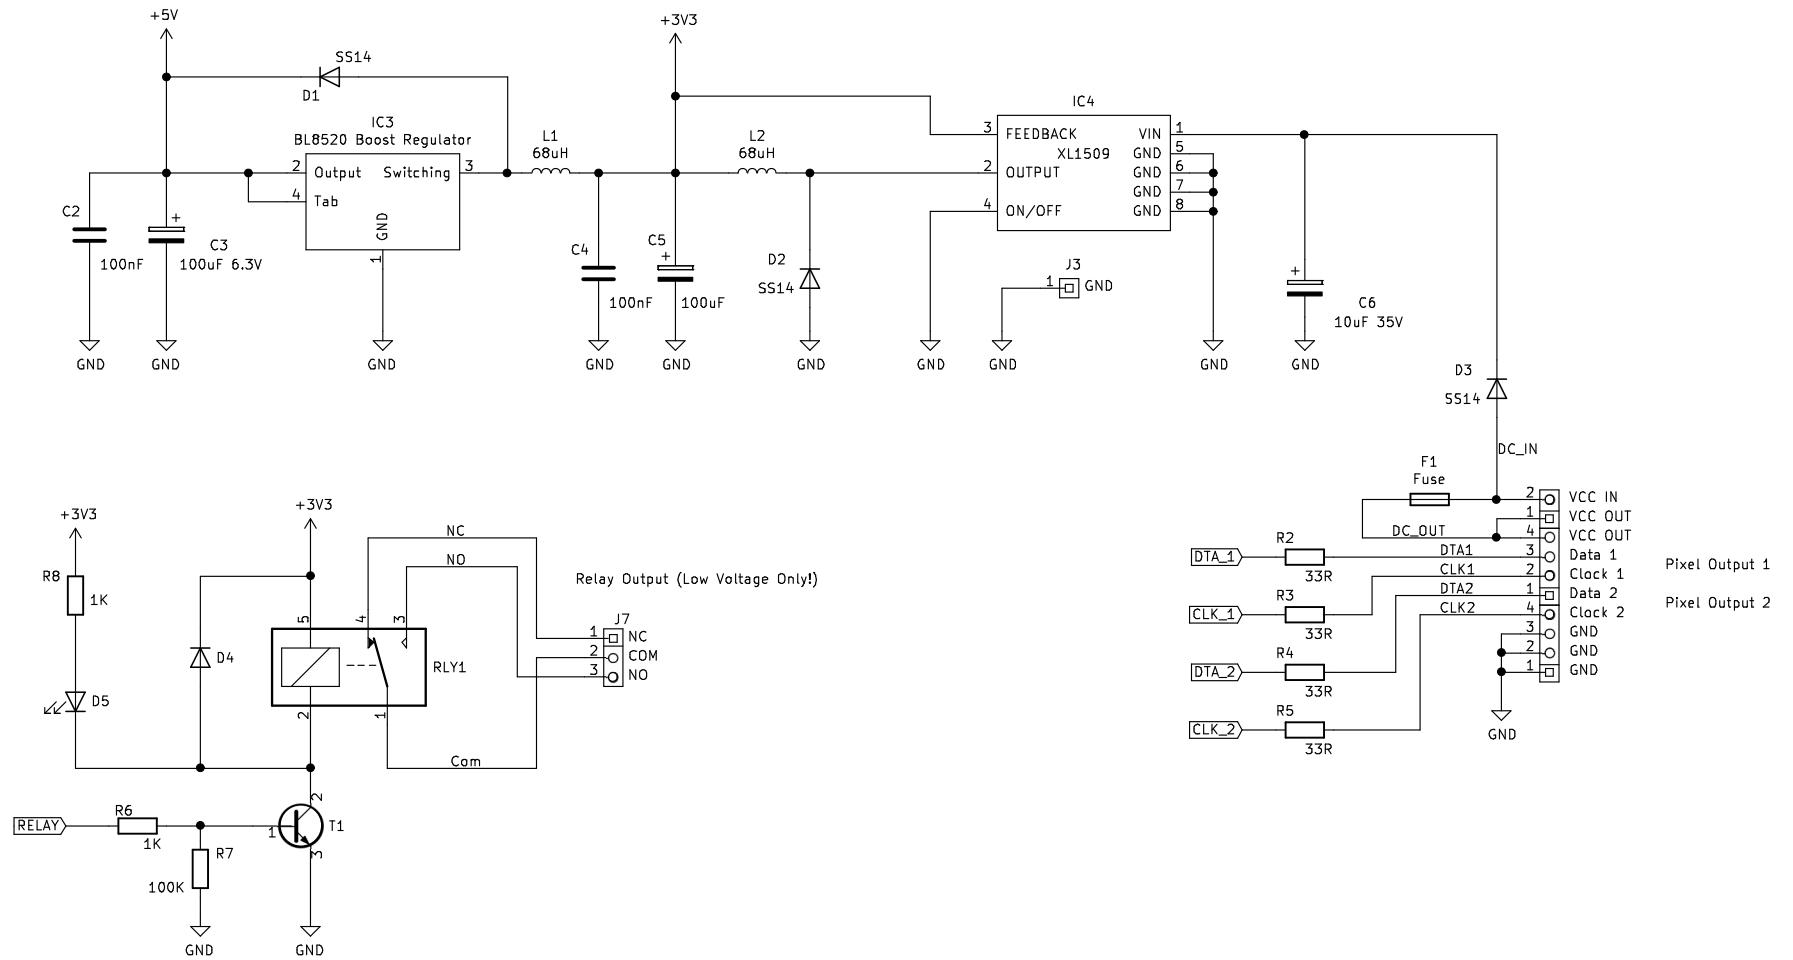 +5V
+3V3
SS14
D1
IC3
BL8520 Boost Regulator
2 Output Switching 3
4 Tab
GND
1
L1
68uH
L2
68uH
IC4
3 FEEDBACK VIN 1
XL1509 GND 5
2 OUTPUT GND 6
GND 7
4 ON/OFF GND 8
C2
100nF
+
C3
100uF 6.3V
C4
100nF
C5
+
100uF
D2
SS14
J3
1 GND
+
C6
10uF 35V
GND
GND
GND
GND
GND
GND
GND
GND
GND
GND
D3
SS14
DC_IN
F1
Fuse
2 VCC IN
1 VCC OUT
DC_OUT 4 VCC OUT
DTA_1 R2 33R DTA1 3 Data 1
CLK1 2 Clock 1
Pixel Output 1
CLK_1 R3 33R DTA2 1 Data 2
CLK2 4 Clock 2
Pixel Output 2
3 GND
2 GND
1 GND
DTA_2 R4 33R
CLK_2 R5 33R
GND
+3V3
+3V3
R8
1K
D5
D4
5
4
3
2
1
RLY1
NC
NO
Com
Relay Output (Low Voltage Only!)
J7
1 NC
2 COM
3 NO
RELAY
R6
1K
R7
100K
1
2
3
T1
GND
GND